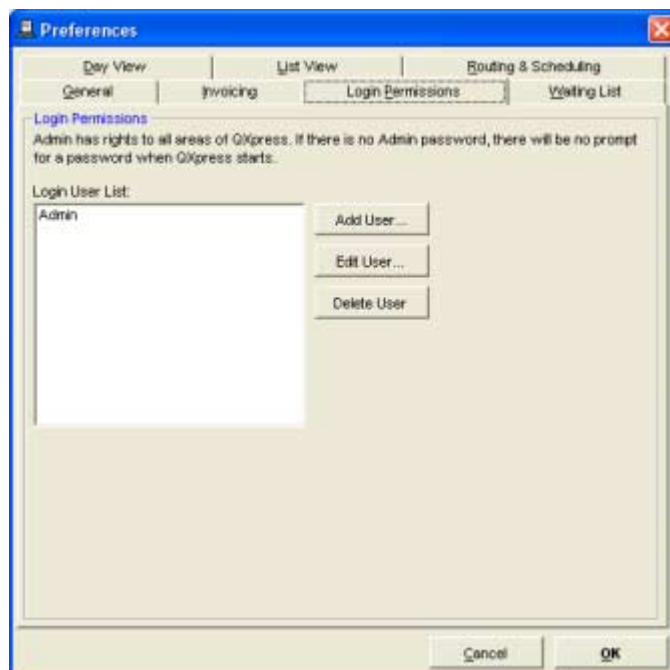 Preferences
Day View List View Routing & Scheduling
General Invoicing Login Permissions Waiting List
Login Permissions
Admin has rights to all areas of QXpress. If there is no Admin password, there will be no prompt
for a password when QXpress starts.
Login User List:
Admin
Add User...
Edit User...
Delete User
Cancel OK